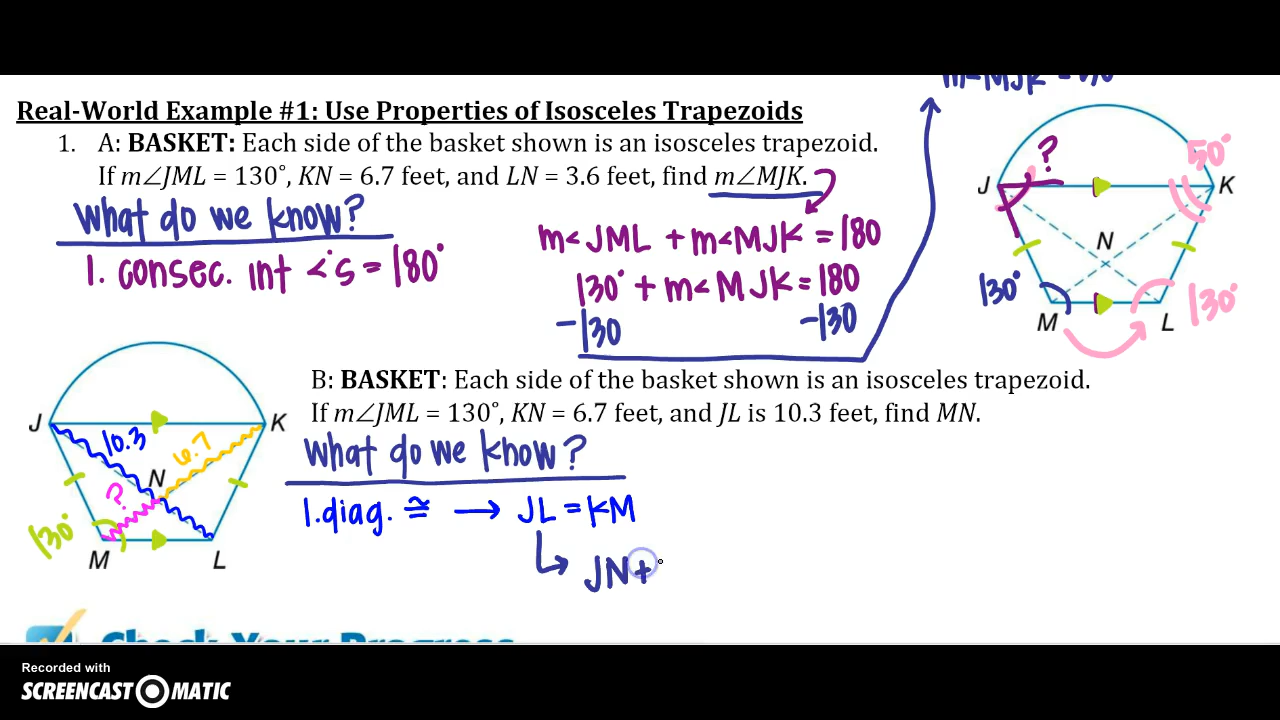 m<MJK = 50°
Real-World Example #1: Use Properties of Isosceles Trapezoids
1. A: BASKET: Each side of the basket shown is an isosceles trapezoid.
If m∠JML = 130°, KN = 6.7 feet, and LN = 3.6 feet, find m∠MJK.
What do we know?
1. consec. int <'s = 180°
m< JML + m<MJK = 180
130° + m< MJK = 180
-130 -130
? 50°
J K
N
130° 130°
M L
J K
10.3 6.7
? N
130°
M L
B: BASKET: Each side of the basket shown is an isosceles trapezoid.
If m∠JML = 130°, KN = 6.7 feet, and JL is 10.3 feet, find MN.
What do we know?
1. diag. ≅ → JL = KM
↳ JN +
Check Your Progress
Recorded with
SCREENCAST-O-MATIC